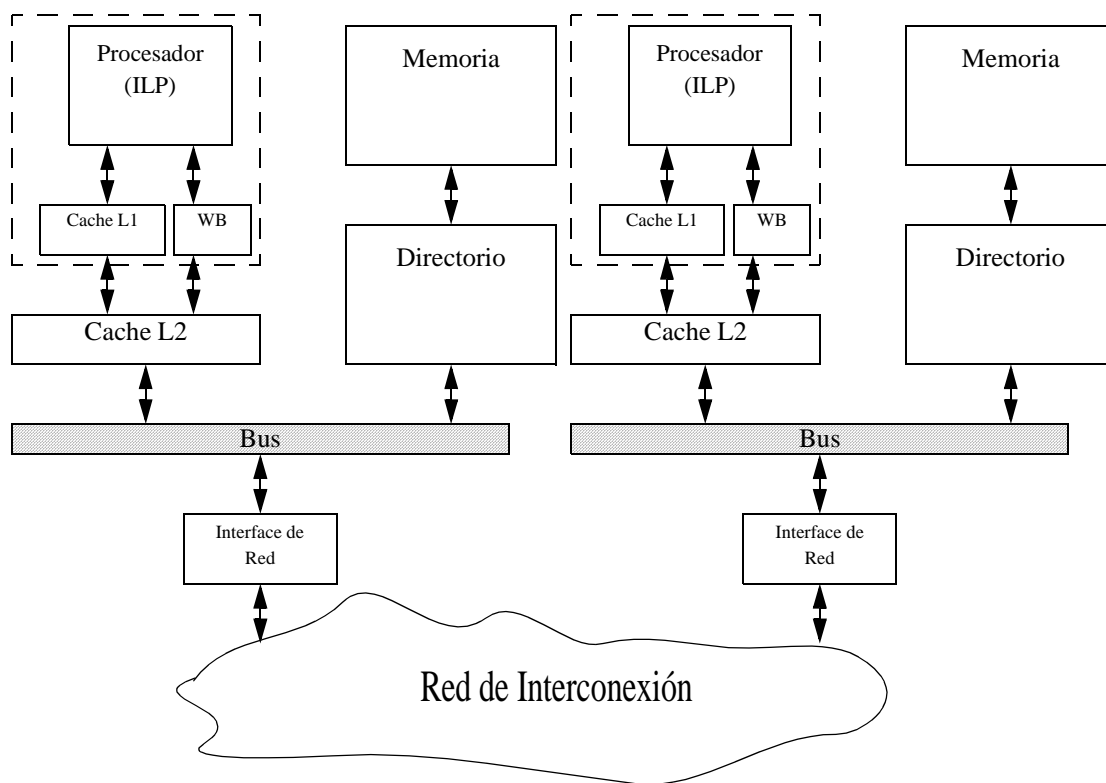 Procesador
(ILP)
Memoria
Procesador
(ILP)
Memoria
Cache L1
WB
Cache L1
WB
Directorio
Directorio
Cache L2
Cache L2
Bus
Bus
Interface de
Red
Interface de
Red
Red de Interconexión